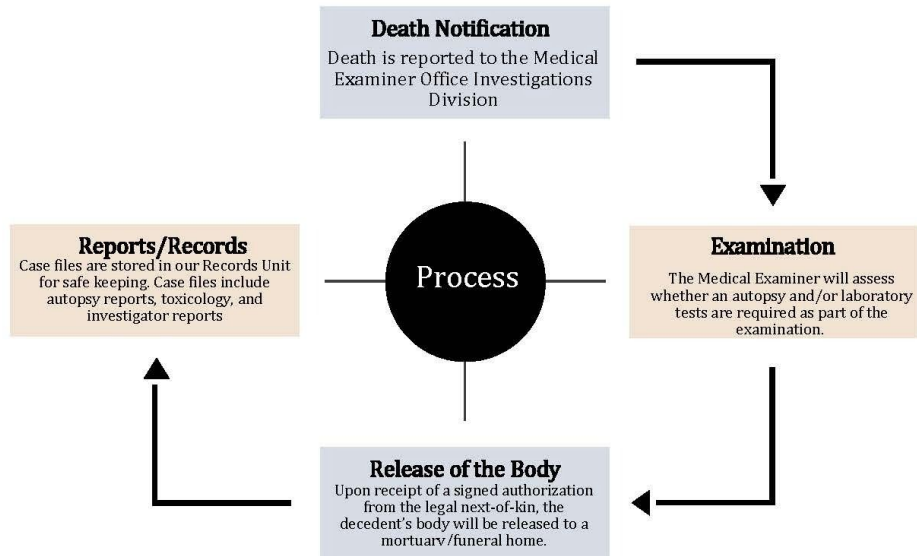 Death Notification
Death is reported to the Medical
Examiner Office Investigations
Division
Examination
The Medical Examiner will assess
whether an autopsy and/or laboratory
tests are required as part of the
examination.
Release of the Body
Upon receipt of a signed authorization
from the legal next-of-kin, the
decedent's body will be released to a
mortuary/funeral home.
Reports/Records
Case files are stored in our Records Unit
for safe keeping. Case files include
autopsy reports, toxicology, and
investigator reports
Process